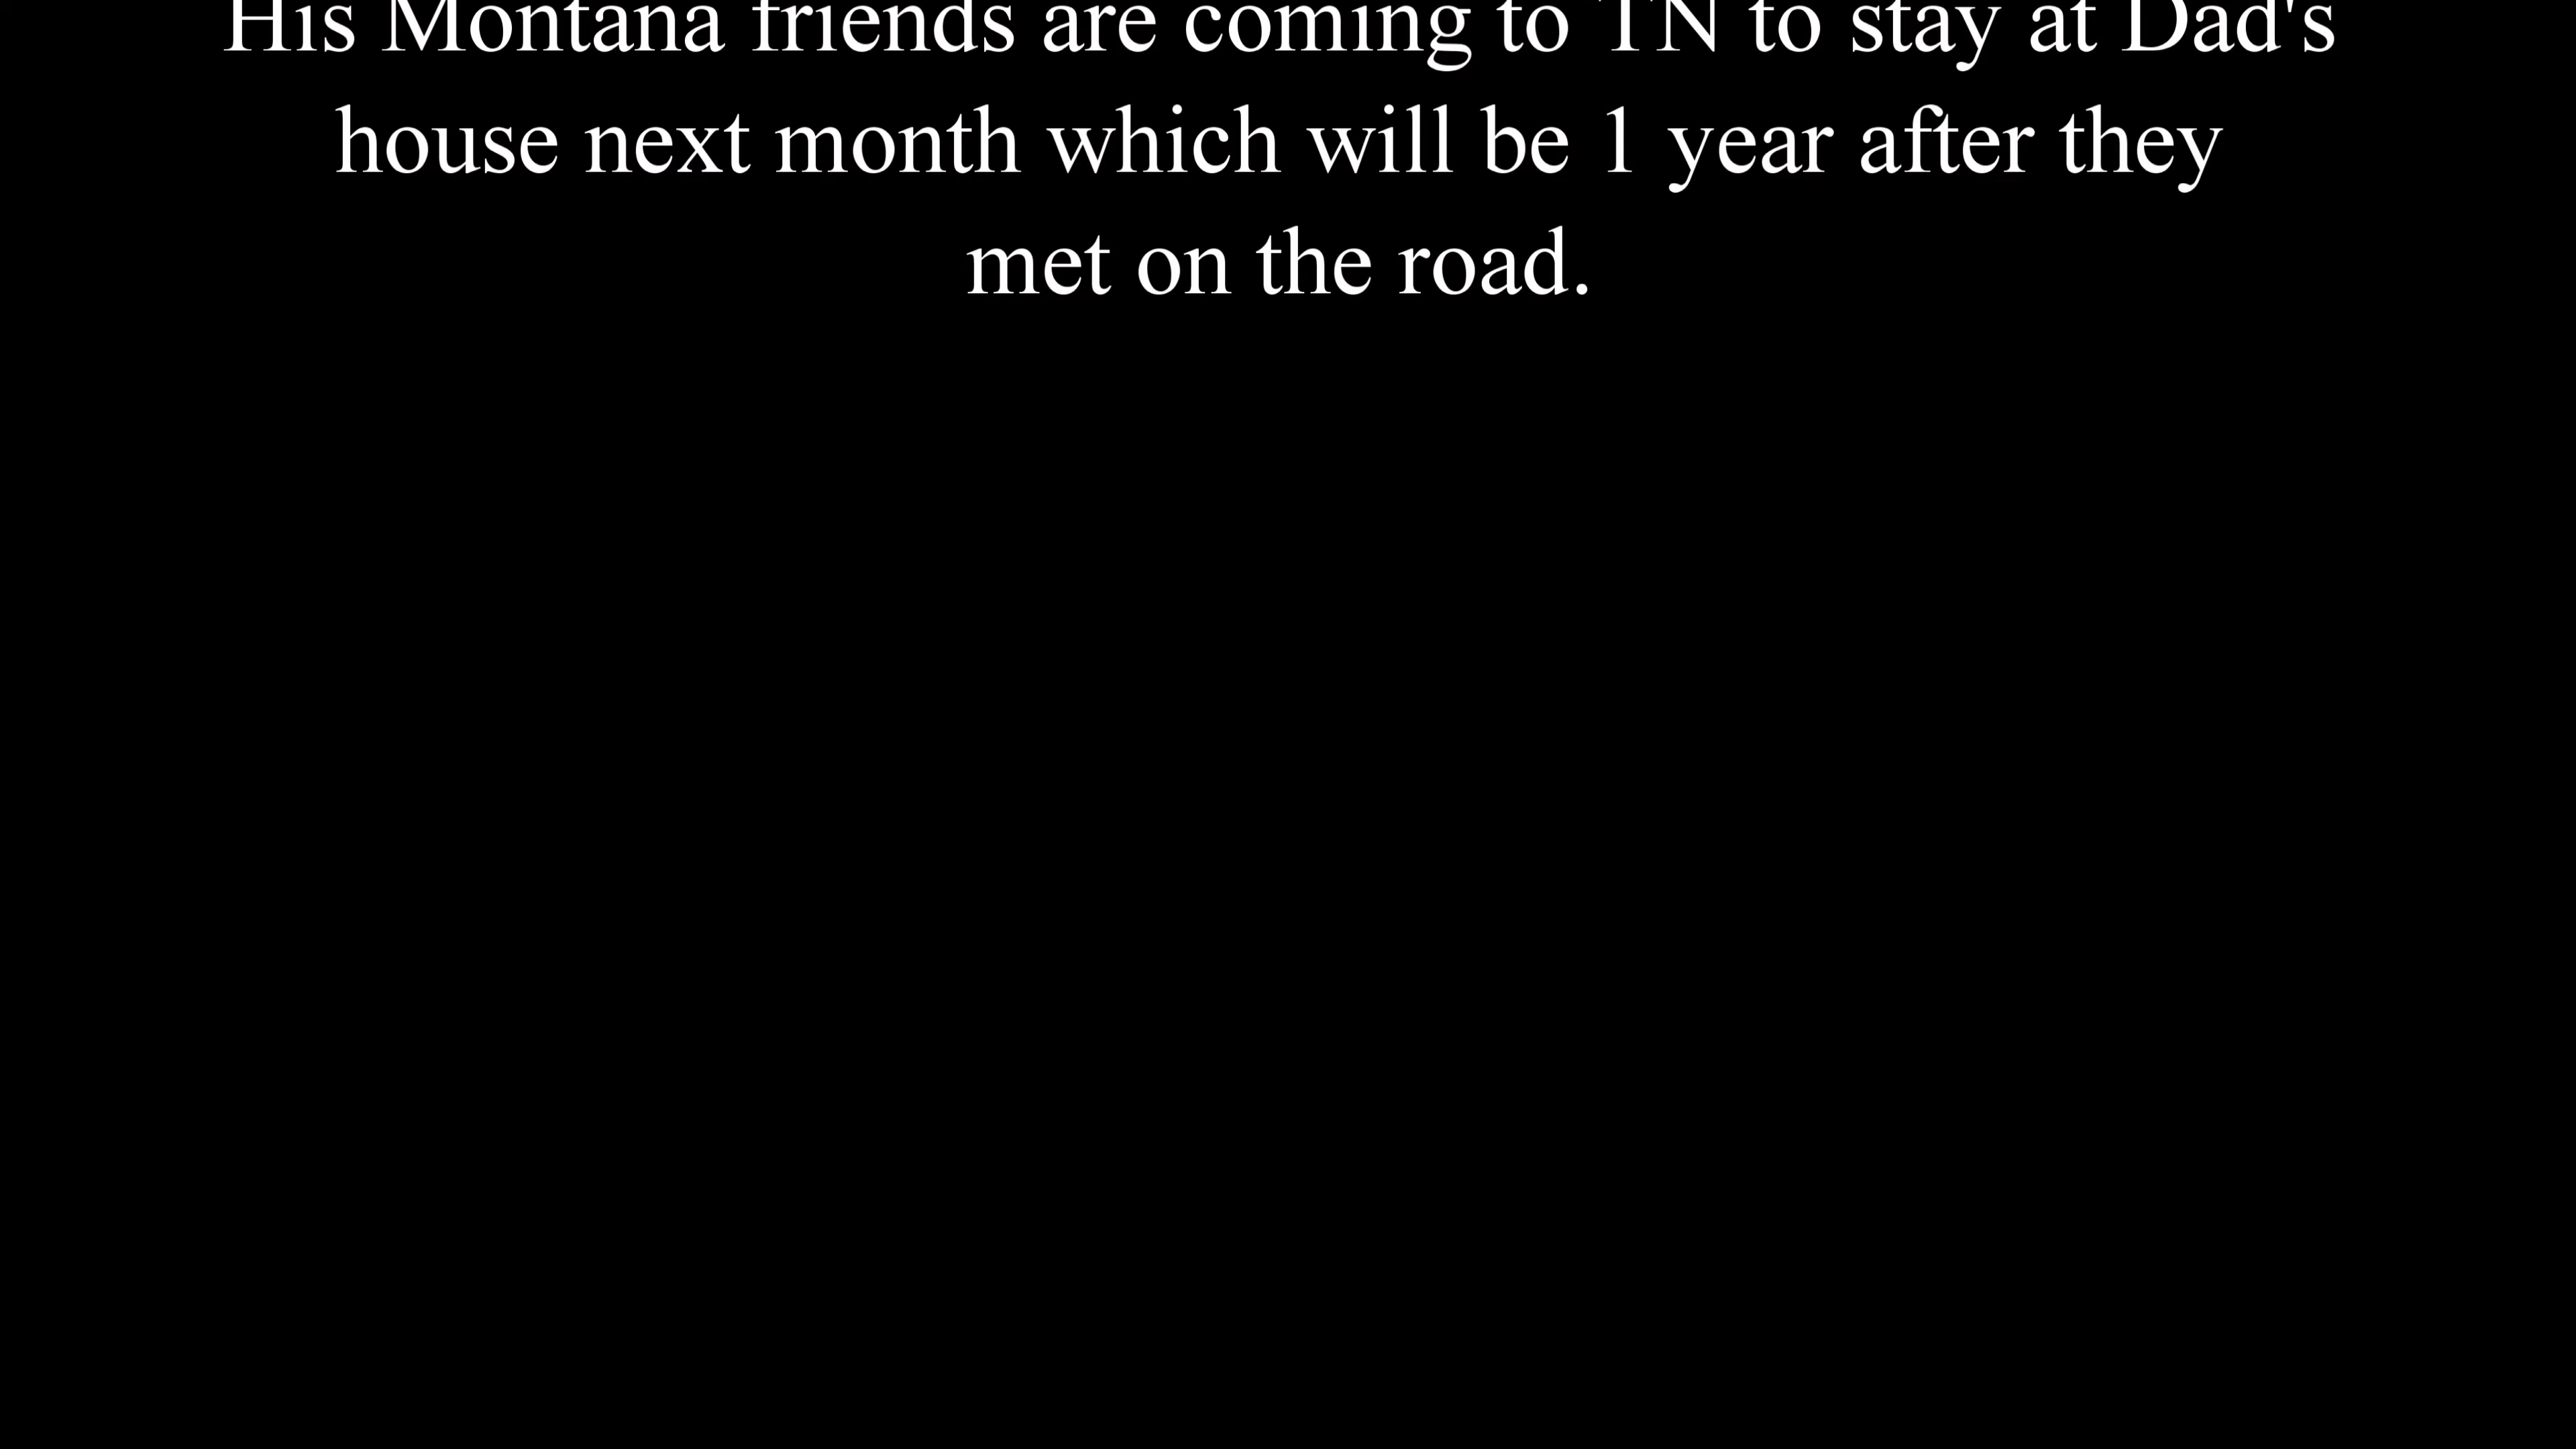 His Montana friends are coming to TN to stay at Dad's
house next month which will be 1 year after they
met on the road.